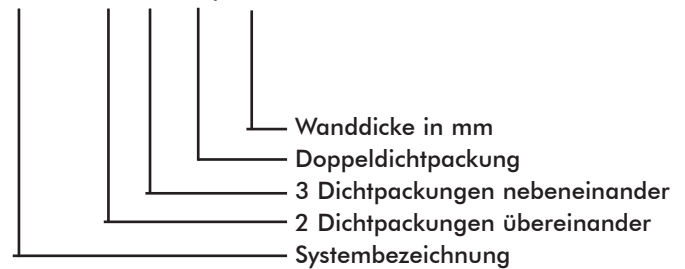 Wanddicke in mm
Doppeldichtpackung
3 Dichtpackungen nebeneinander
2 Dichtpackungen übereinander
Systembezeichnung